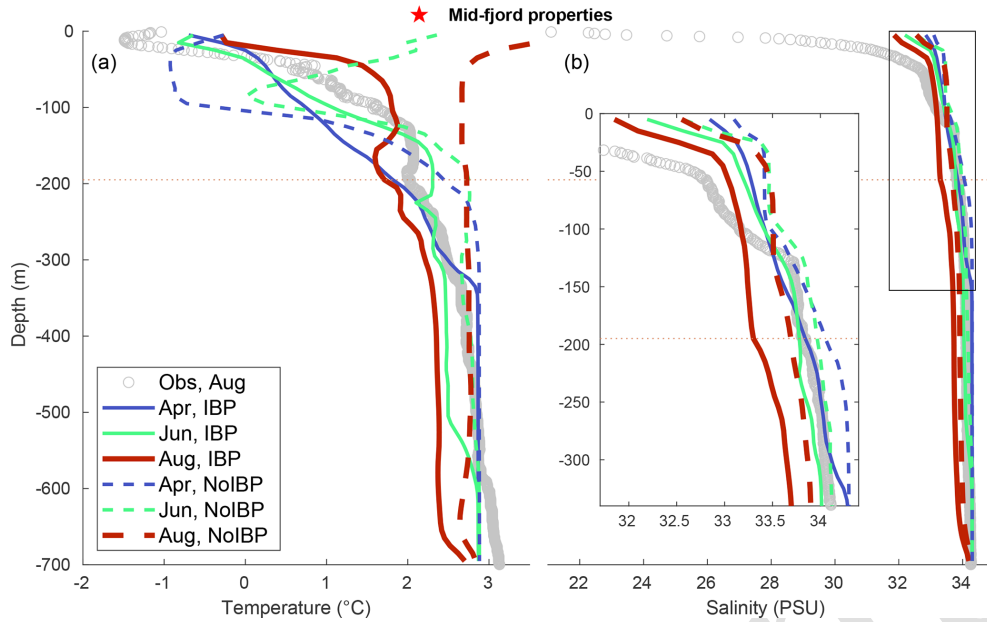 Mid-fjord properties
(a)
(b)
0
-100
-200
-300
-400
-500
-600
-700
Depth (m)
-2
-1
0
1
2
3
-5
Temperature (°C)
Obs, Aug
Apr, IBP
Jun, IBP
Aug, IBP
Apr, NoIBP
Jun, NoIBP
Aug, NoIBP
0
-50
-100
-150
-200
-250
-300
32
32.5
33
33.5
34
22
24
26
28
30
32
34
Salinity (PSU)